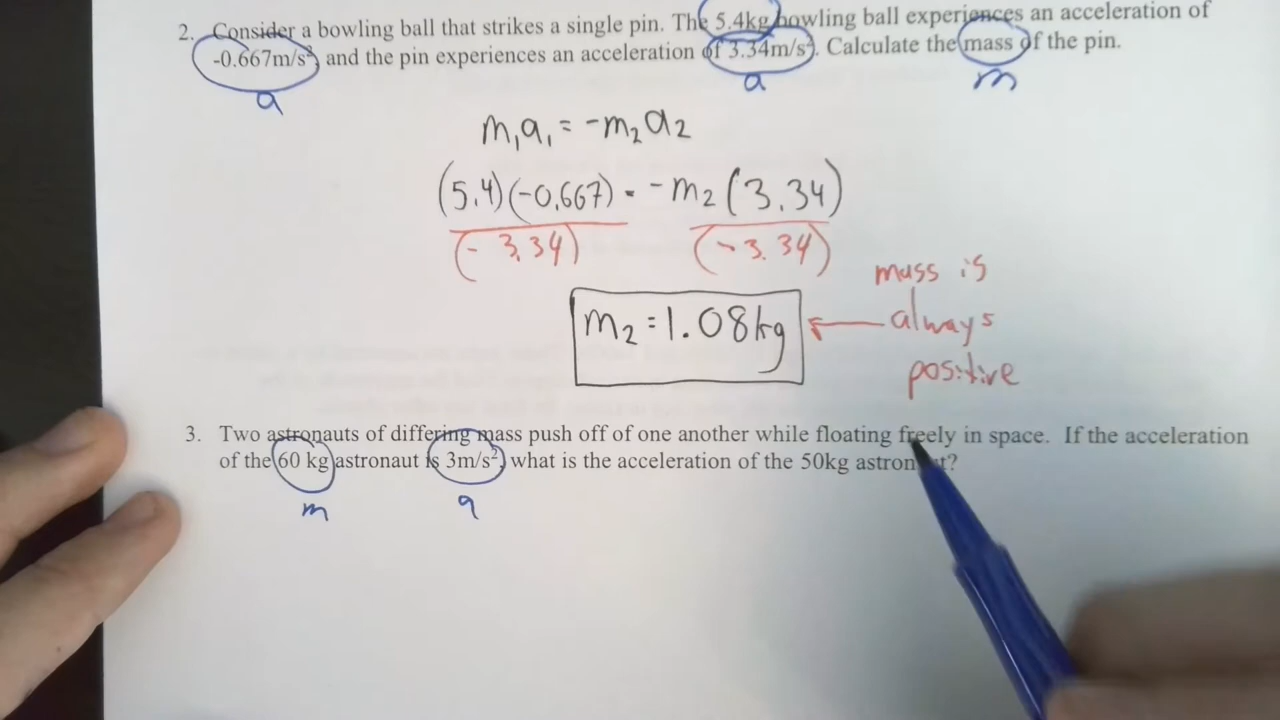 2. Consider a bowling ball that strikes a single pin. The 5.4kg bowling ball experiences an acceleration of
-0.667m/s², and the pin experiences an acceleration of 3.34m/s². Calculate the mass of the pin.
a a m
m₁a₁ = -m₂a₂
(5.4)(-0.667) = -m₂(3.34)
(-3.34) (-3.34)
m₂ = 1.08kg
mass is
always
positive
3. Two astronauts of differing mass push off of one another while floating freely in space. If the acceleration
of the 60 kg astronaut is 3m/s², what is the acceleration of the 50kg
m a